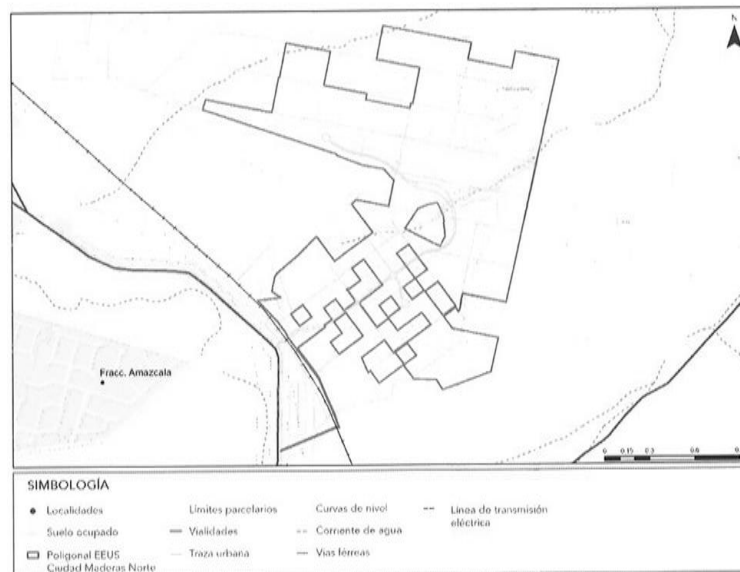 N
Fracc. Amazcala
0 0.15 0.3 0.6
SIMBOLOGÍA
Localidades
Límites parcelarios
Curvas de nivel
Línea de transmisión
eléctrica
Suelo ocupado
Vialidades
Corriente de agua
Poligonal EEUS
Ciudad Maderas Norte
Traza urbana
Vías férreas